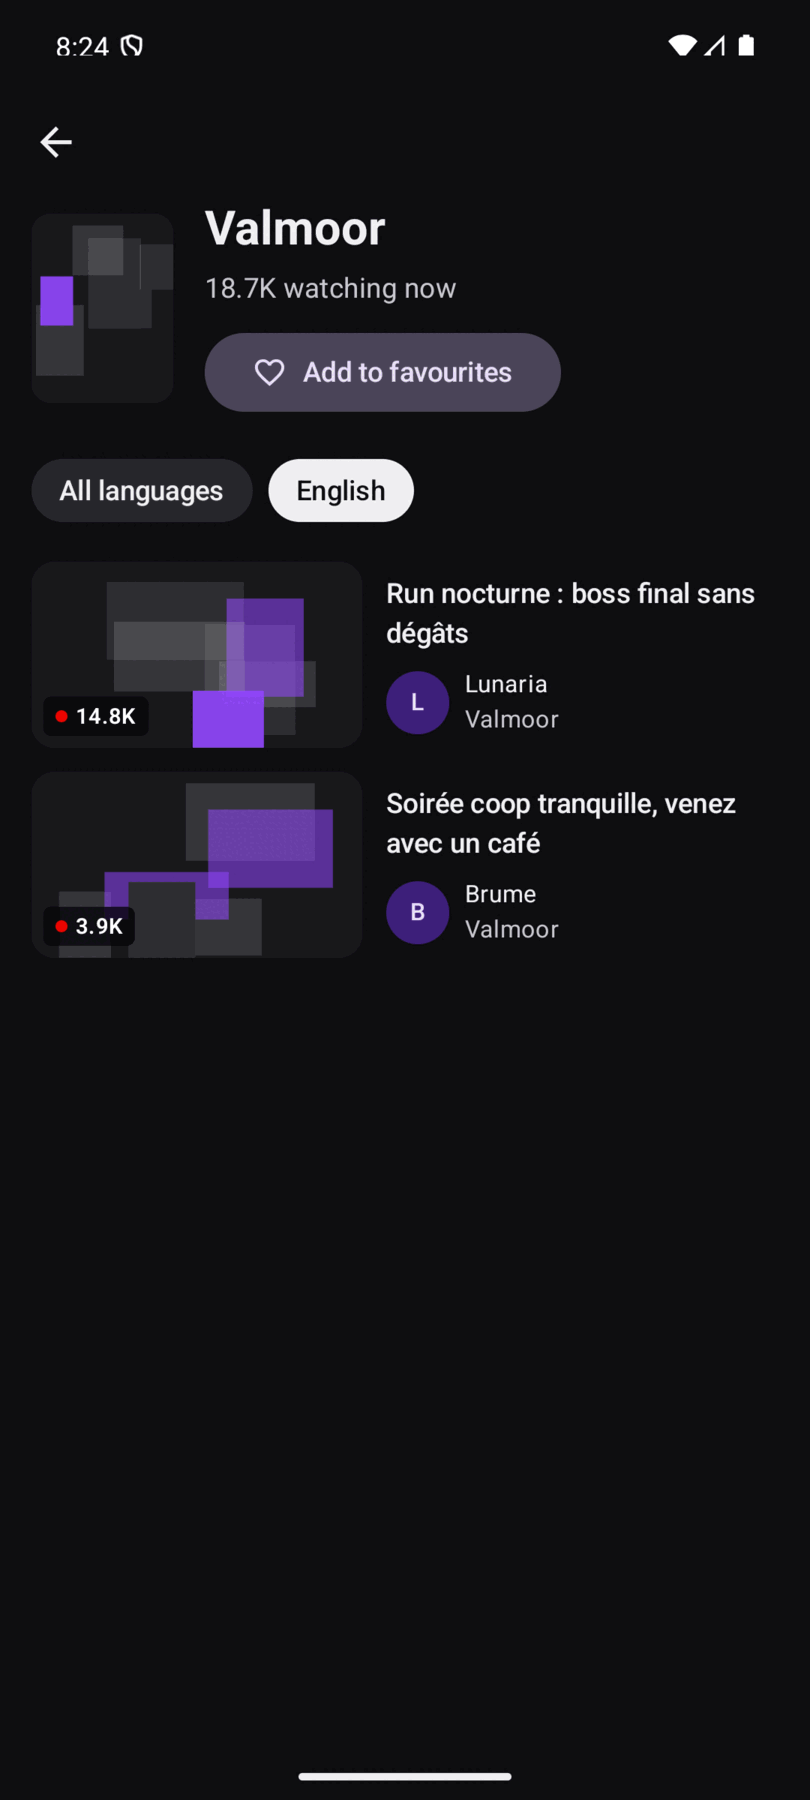 8:24
Valmoor
18.7K watching now
Add to favourites
All languages
English
Run nocturne : boss final sans
dégâts
14.8K
L
Lunaria
Valmoor
Soirée coop tranquille, venez
avec un café
3.9K
B
Brume
Valmoor